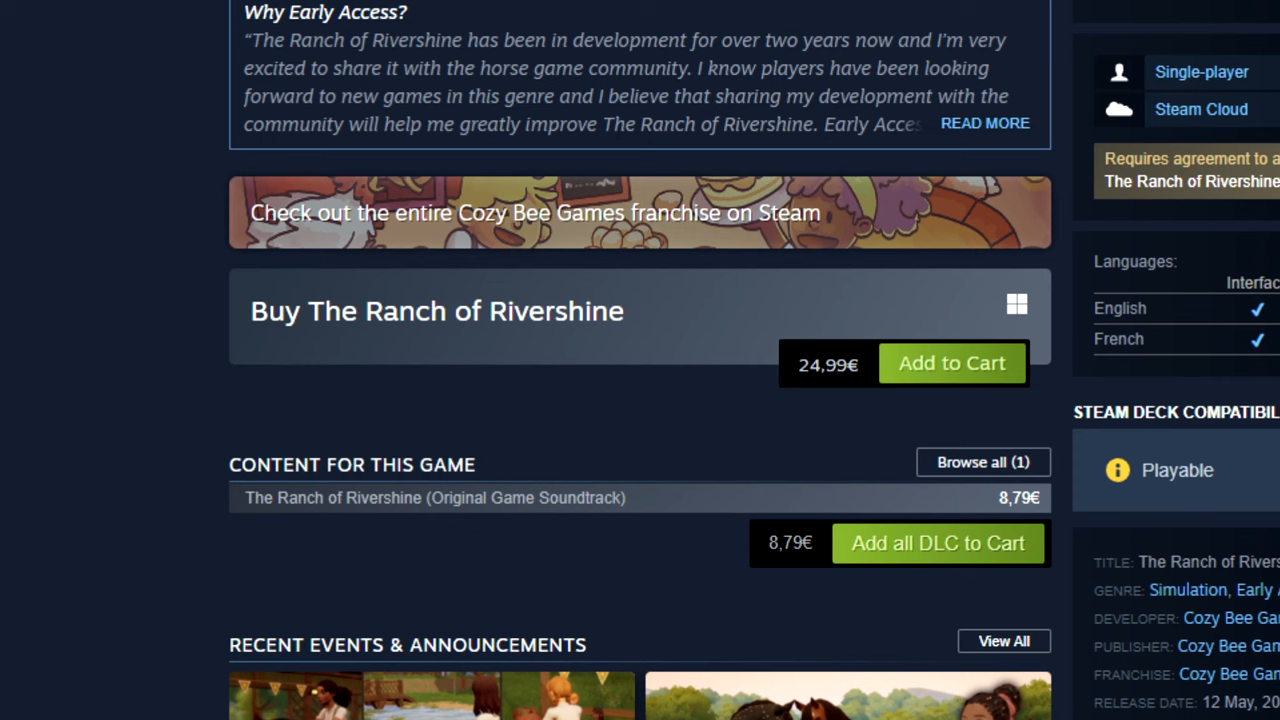 Why Early Access?
“The Ranch of Rivershine has been in development for over two years now and I'm very
excited to share it with the horse game community. I know players have been looking
forward to new games in this genre and I believe that sharing my development with the
community will help me greatly improve The Ranch of Rivershine. Early Acces
READ MORE
Check out the entire Cozy Bee Games franchise on Steam
Buy The Ranch of Rivershine
24,99€
Add to Cart
CONTENT FOR THIS GAME
Browse all (1)
The Ranch of Rivershine (Original Game Soundtrack)
8,79€
8,79€
Add all DLC to Cart
RECENT EVENTS & ANNOUNCEMENTS
View All
Single-player
Steam Cloud
Requires agreement to a
The Ranch of Rivershine
Languages:
Interfac
English
French
STEAM DECK COMPATIBIL
Playable
TITLE: The Ranch of Rivers
GENRE: Simulation, Early
DEVELOPER: Cozy Bee Ga
PUBLISHER: Cozy Bee Gam
FRANCHISE: Cozy Bee Gam
RELEASE DATE: 12 May, 20